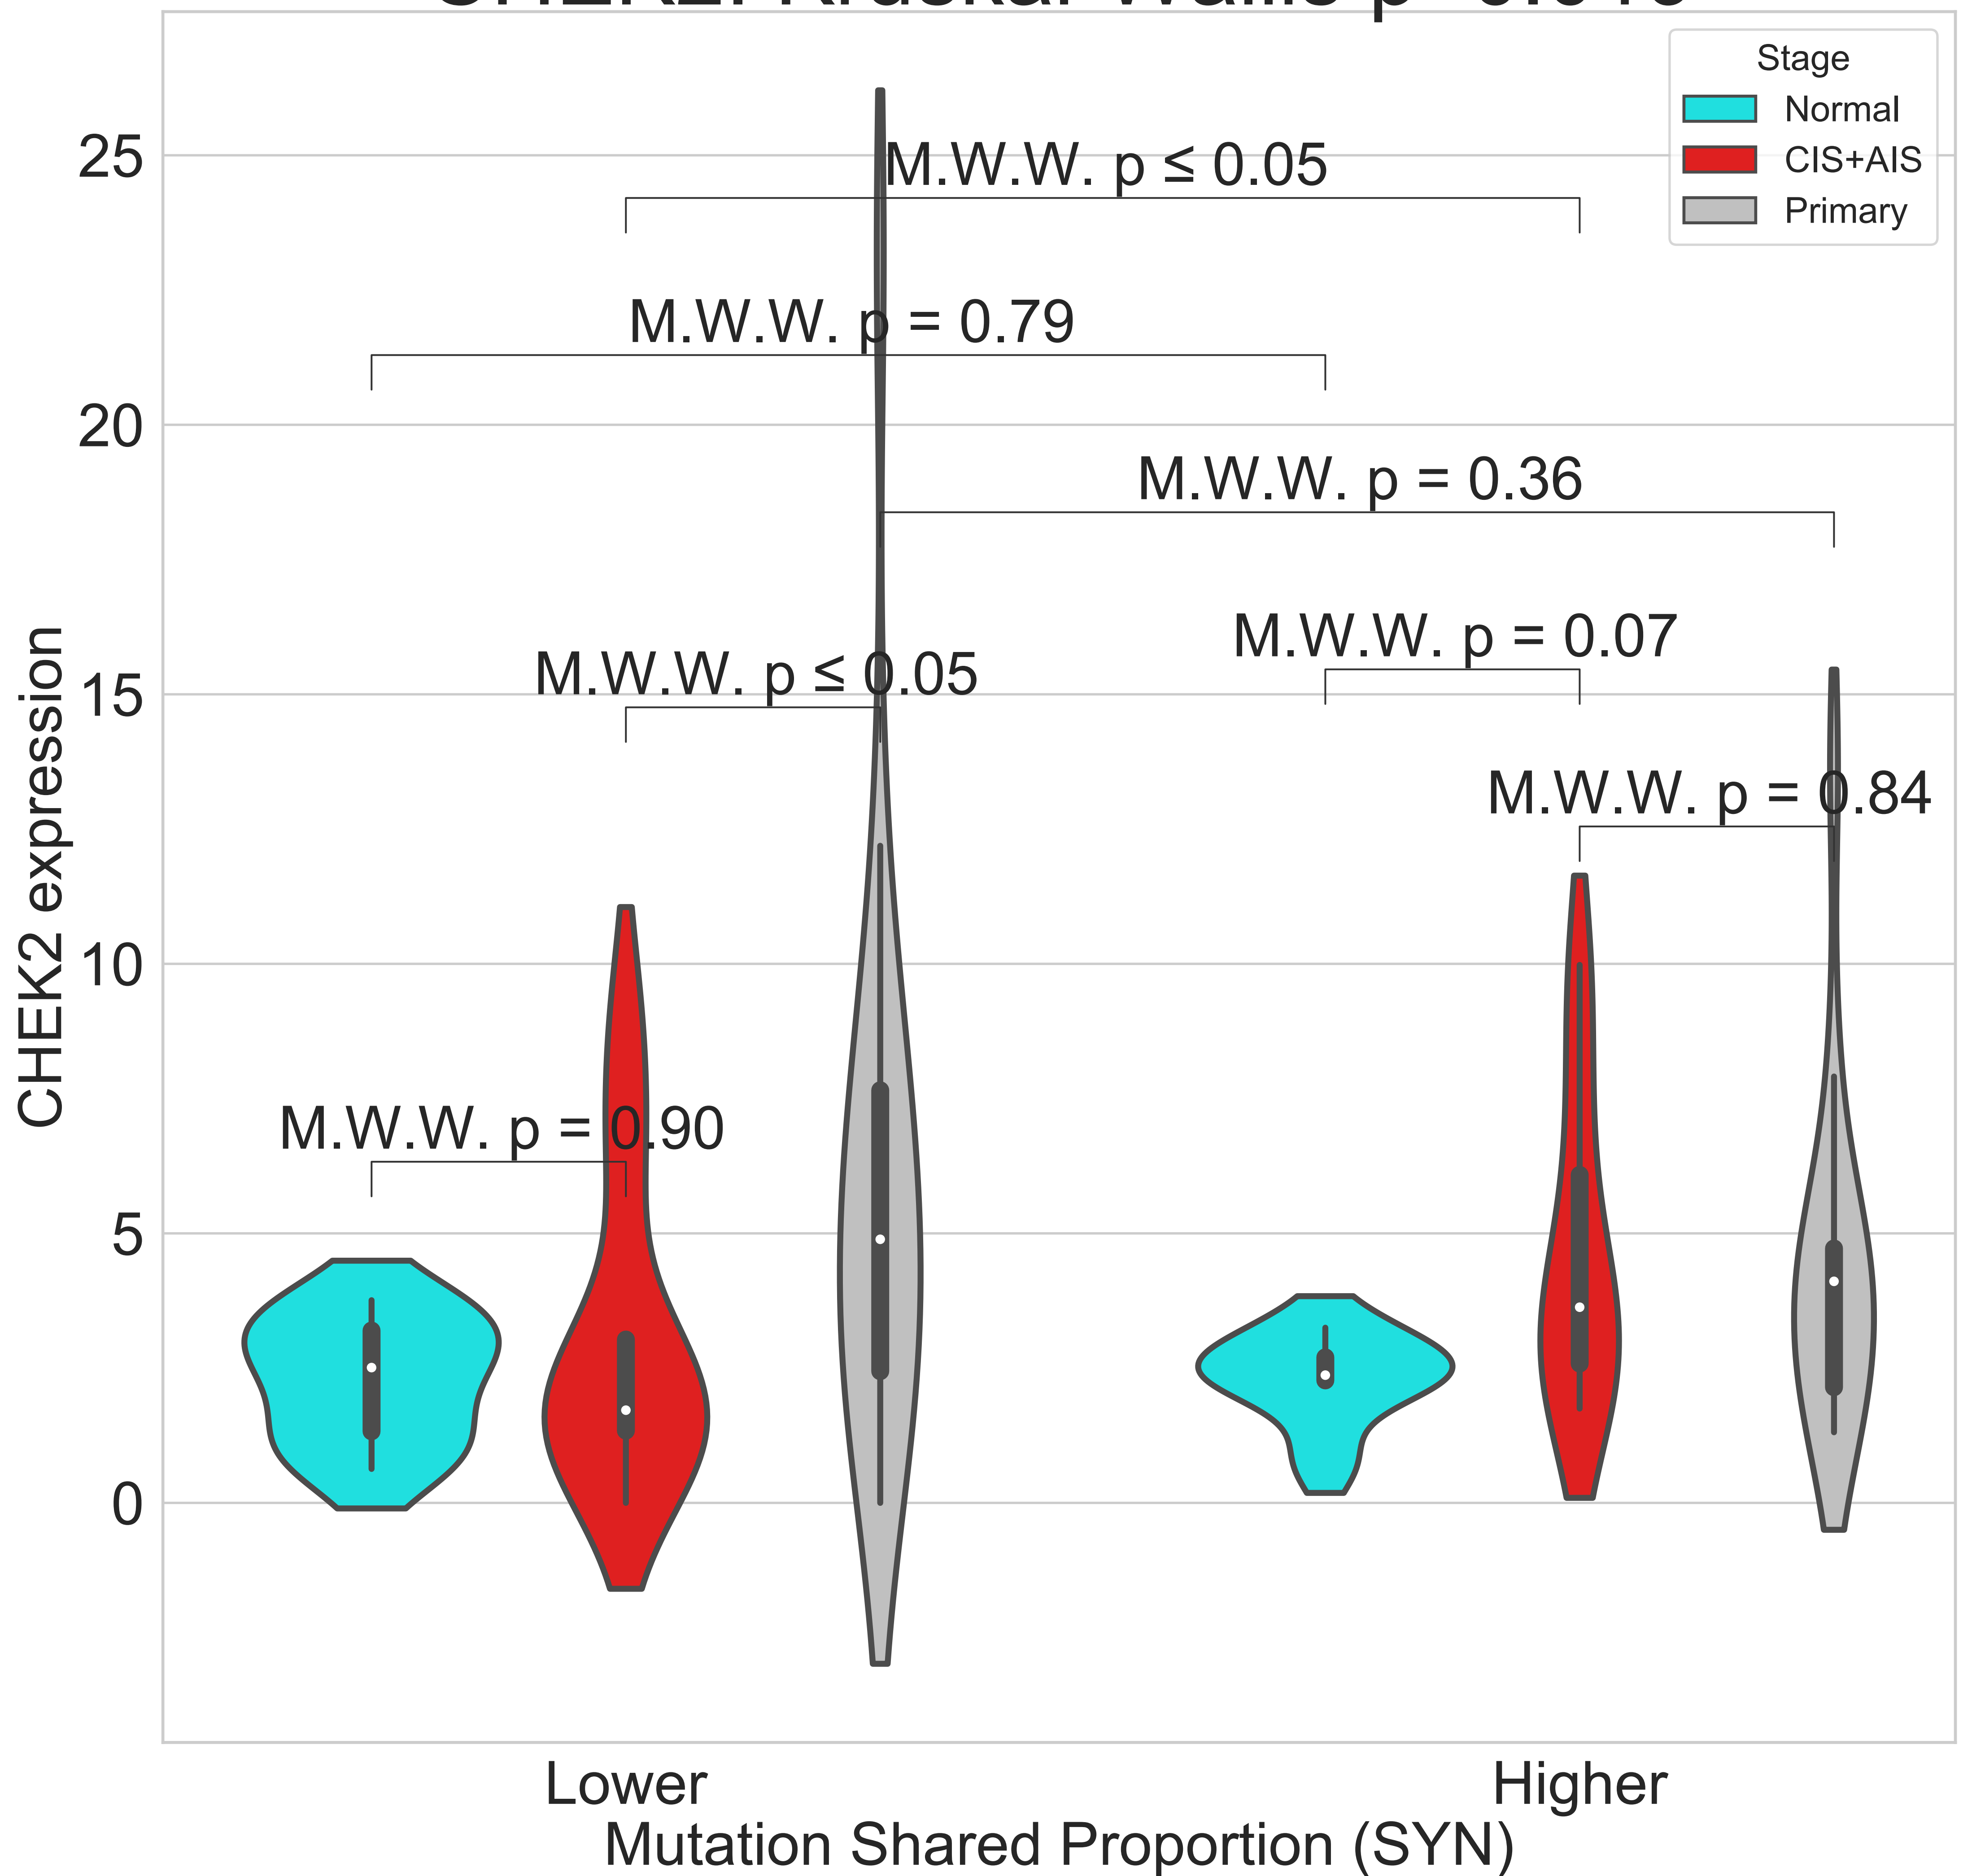 Stage
Normal
CIS+AIS
Primary
25
20
15
10
5
0
CHEK2 expression
M.W.W. p ≤ 0.05
M.W.W. p = 0.79
M.W.W. p = 0.36
M.W.W. p = 0.07
M.W.W. p ≤ 0.05
M.W.W. p = 0.84
M.W.W. p = 0.90
Lower
Higher
Mutation Shared Proportion (SYN)